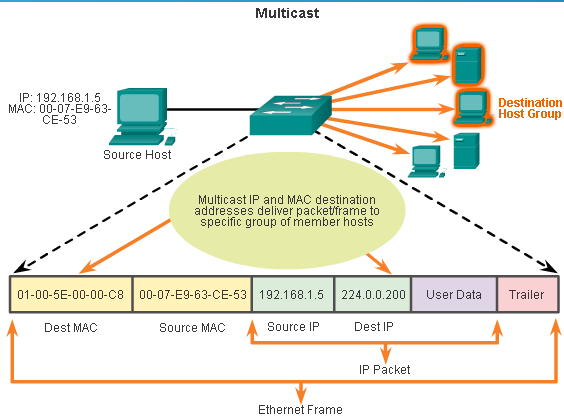 Multicast
IP: 192.168.1.5
MAC: 00-07-E9-63-
CE-53
Source Host
Destination
Host Group
Multicast IP and MAC destination
addresses deliver packet/frame to
specific group of member hosts
01-00-5E-00-00-C8 00-07-E9-63-CE-53 192.168.1.5 224.0.0.200 User Data Trailer
Dest MAC Source MAC Source IP Dest IP
IP Packet
Ethernet Frame